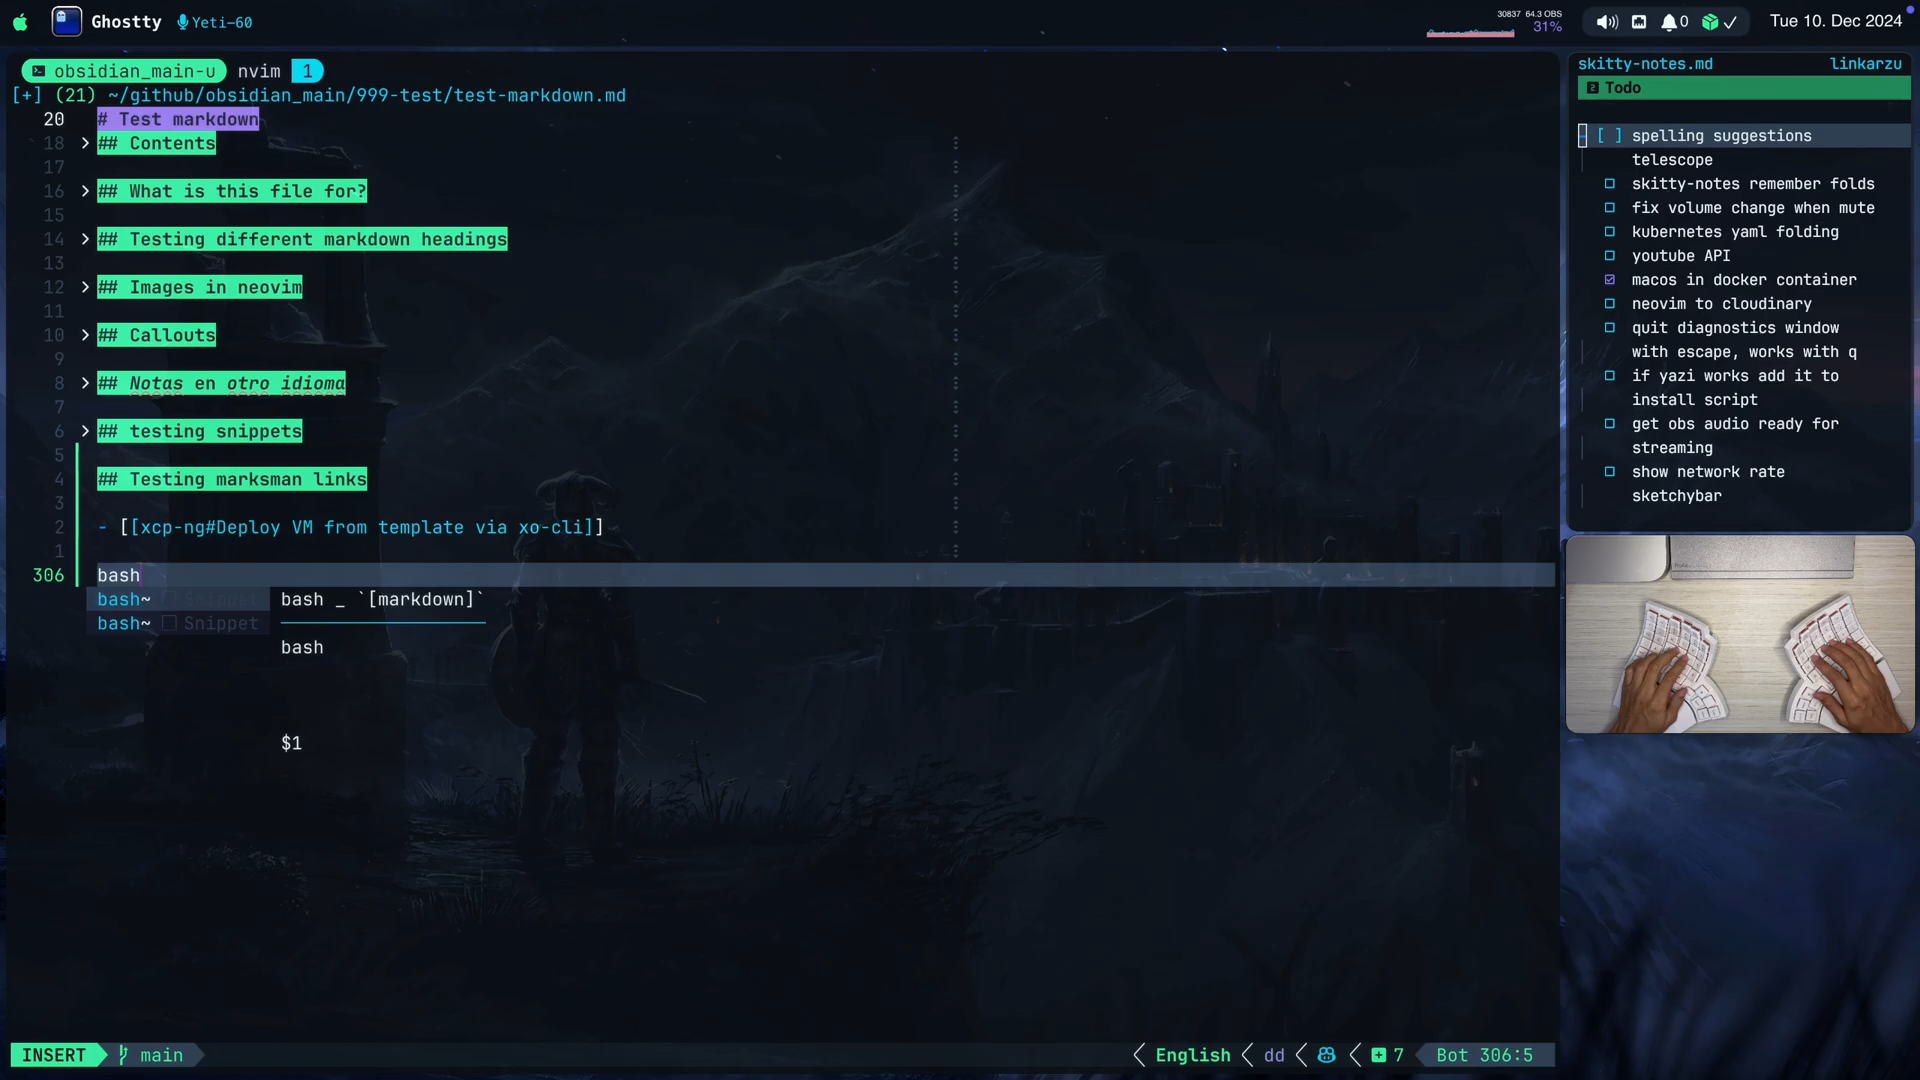 Ghostty Yeti-60 30837 64.3 OBS 31% 0 Tue 10. Dec 2024
obsidian_main-u nvim 1
[+] (21) ~/github/obsidian_main/999-test/test-markdown.md
20 # Test markdown
18 ## Contents
17
16 ## What is this file for?
15
14 ## Testing different markdown headings
13
12 ## Images in neovim
11
10 ## Callouts
9
8 ## Notas en otro idioma
7
6 ## testing snippets
5
4 ## Testing marksman links
3
2 - [[xcp-ng#Deploy VM from template via xo-cli]]
1
306 bash
bash~ Snippet bash _ `[markdown]`
bash~ Snippet
bash
$1
INSERT main English dd 7 Bot 306:5
skitty-notes.md linkarzu
2 Todo
- [ ] spelling suggestions
telescope
skitty-notes remember folds
fix volume change when mute
kubernetes yaml folding
youtube API
macos in docker container
neovim to cloudinary
quit diagnostics window
with escape, works with q
if yazi works add it to
install script
get obs audio ready for
streaming
show network rate
sketchybar